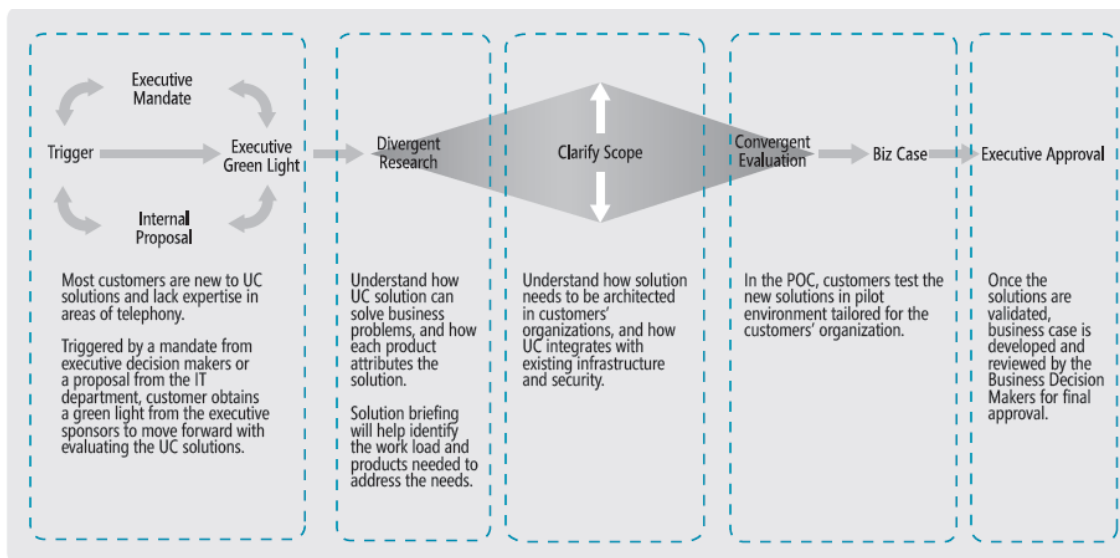 Executive
Mandate
Trigger
Executive
Green Light
Internal
Proposal
Divergent
Research
Clarify Scope
Convergent
Evaluation
Biz Case
Executive Approval
Most customers are new to UC
solutions and lack expertise in
areas of telephony.
Triggered by a mandate from
executive decision makers or
a proposal from the IT
department, customer obtains
a green light from the executive
sponsors to move forward with
evaluating the UC solutions.
Understand how
UC solution can
solve business
problems, and how
each product
attributes the
solution.
Solution briefing
will help identify
the work load and
products needed to
address the needs.
Understand how solution
needs to be architected
in customers'
organizations, and how
UC integrates with
existing infrastructure
and security.
In the POC, customers test the
new solutions in pilot
environment tailored for the
customers' organization.
Once the
solutions are
validated,
business case is
developed and
reviewed by the
Business Decision
Makers for final
approval.